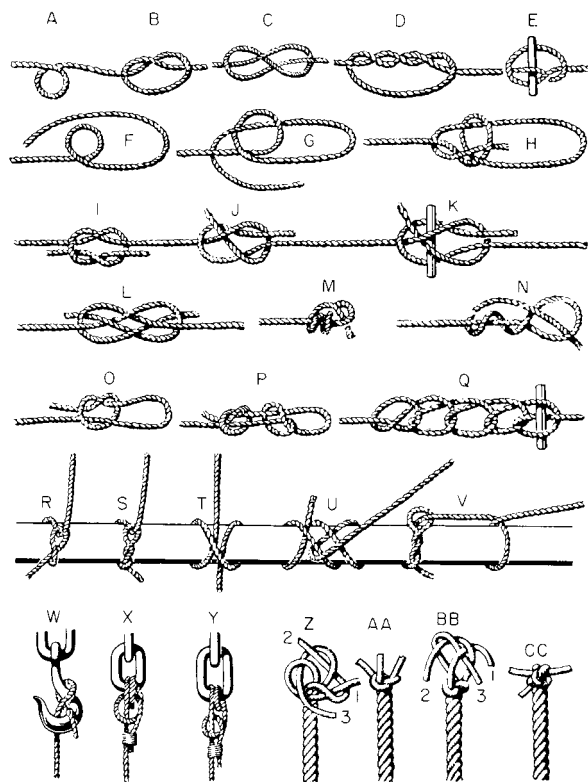 A B C D E
F G H
I J K
L M N
O P Q
R S T U V
W X Y Z AA BB CC
2 1 3 2 3 1